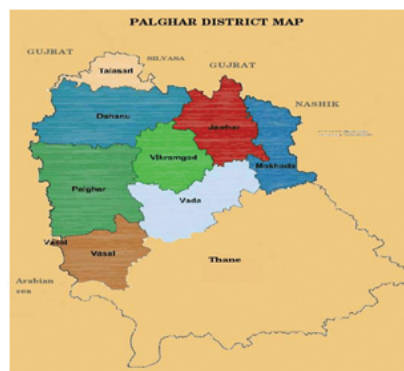 PALGHAR DISTRICT MAP
GUJRAT
SILVASA
GUJRAT
Talasari
NASHIK
Dahanu
Jawhar
Vikramgad
Mokhada
Palghar
Vada
Vasai
Vasai
Thane
Arabian
sea